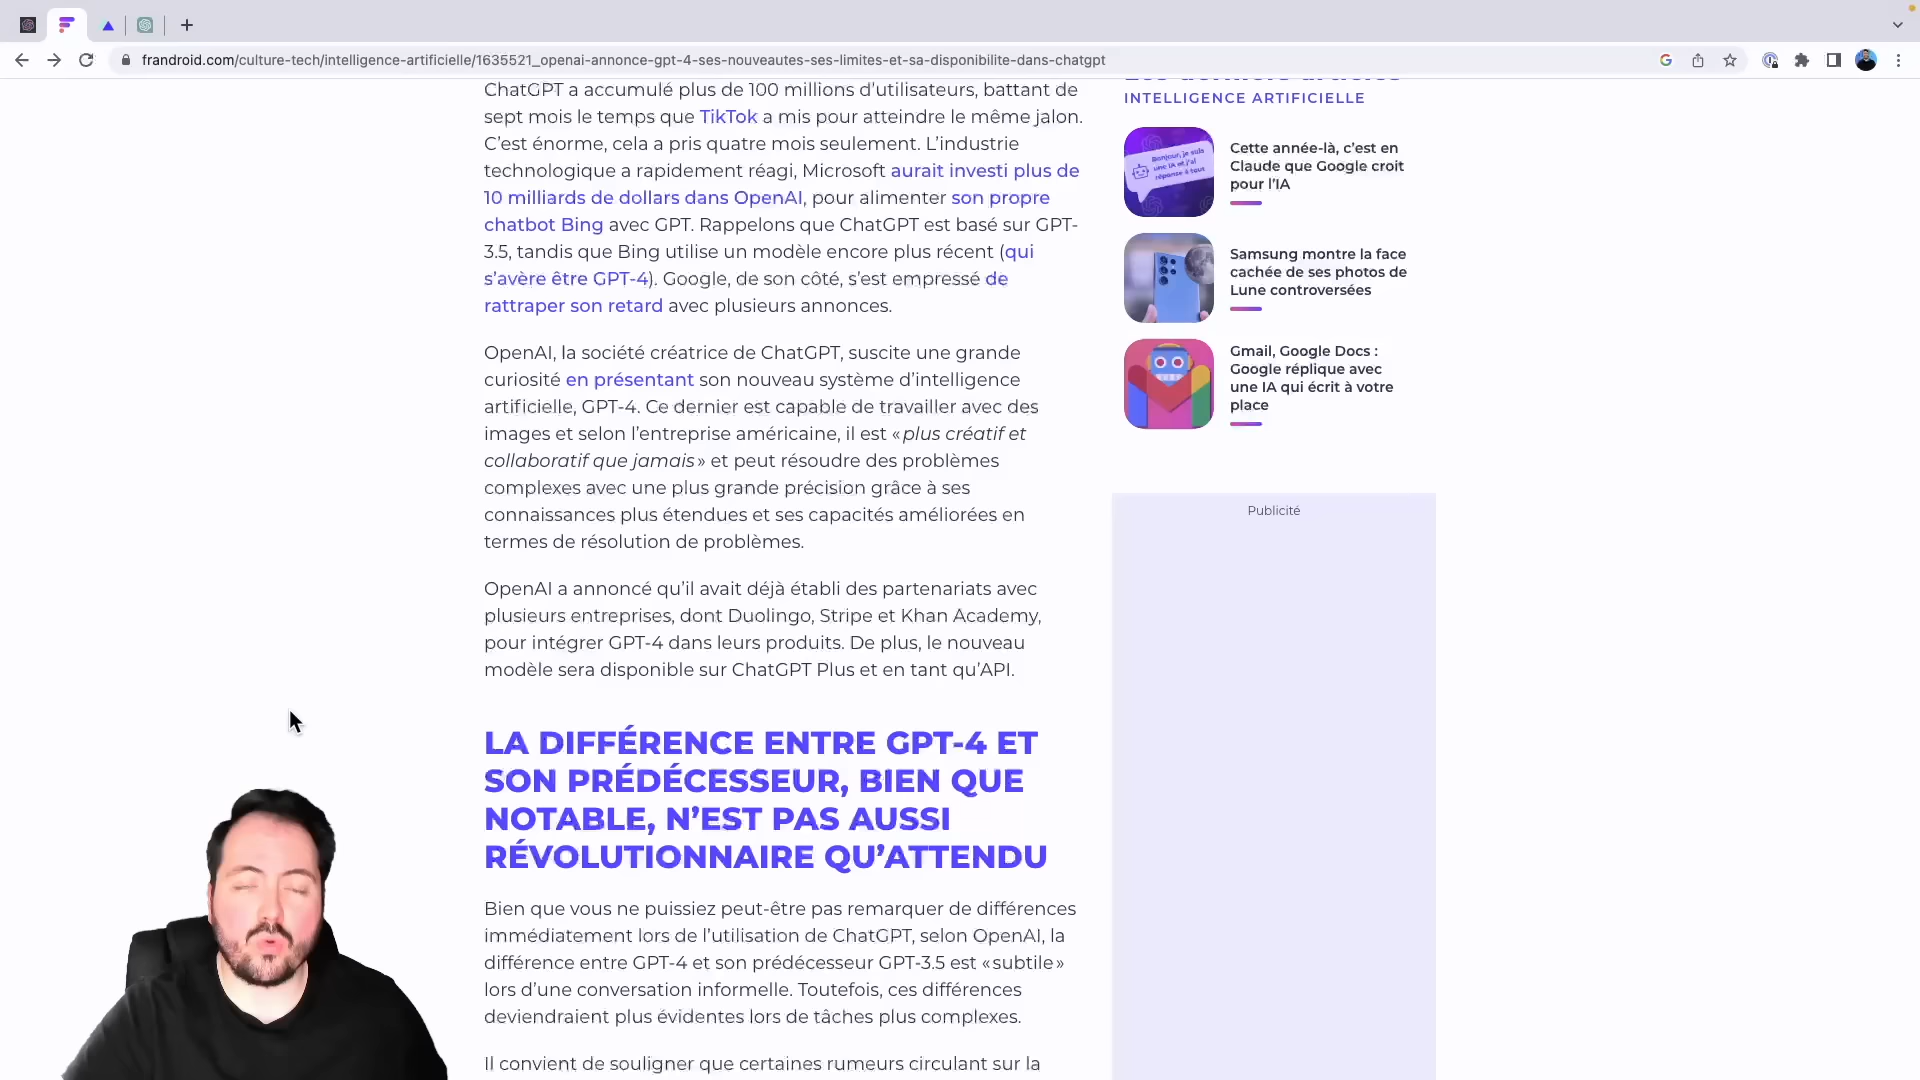 frandroid.com/culture-tech/intelligence-artificielle/1635521_openai-annonce-gpt-4-ses-nouveautes-ses-limites-et-sa-disponibilite-dans-chatgpt
ChatGPT a accumulé plus de 100 millions d’utilisateurs, battant de
sept mois le temps que TikTok a mis pour atteindre le même jalon.
C’est énorme, cela a pris quatre mois seulement. L’industrie
technologique a rapidement réagi, Microsoft aurait investi plus de
10 milliards de dollars dans OpenAI, pour alimenter son propre
chatbot Bing avec GPT. Rappelons que ChatGPT est basé sur GPT-
3.5, tandis que Bing utilise un modèle encore plus récent (qui
s’avère être GPT-4). Google, de son côté, s’est empressé de
rattraper son retard avec plusieurs annonces.
OpenAI, la société créatrice de ChatGPT, suscite une grande
curiosité en présentant son nouveau système d’intelligence
artificielle, GPT-4. Ce dernier est capable de travailler avec des
images et selon l’entreprise américaine, il est « plus créatif et
collaboratif que jamais » et peut résoudre des problèmes
complexes avec une plus grande précision grâce à ses
connaissances plus étendues et ses capacités améliorées en
termes de résolution de problèmes.
OpenAI a annoncé qu’il avait déjà établi des partenariats avec
plusieurs entreprises, dont Duolingo, Stripe et Khan Academy,
pour intégrer GPT-4 dans leurs produits. De plus, le nouveau
modèle sera disponible sur ChatGPT Plus et en tant qu’API.
LA DIFFÉRENCE ENTRE GPT-4 ET
SON PRÉDÉCESSEUR, BIEN QUE
NOTABLE, N’EST PAS AUSSI
RÉVOLUTIONNAIRE QU’ATTENDU
Bien que vous ne puissiez peut-être pas remarquer de différences
immédiatement lors de l’utilisation de ChatGPT, selon OpenAI, la
différence entre GPT-4 et son prédécesseur GPT-3.5 est « subtile »
lors d’une conversation informelle. Toutefois, ces différences
deviendraient plus évidentes lors de tâches plus complexes.
Il convient de souligner que certaines rumeurs circulant sur la
INTELLIGENCE ARTIFICIELLE
Bonjour, je suis
une IA et j'ai
réponse à tout
Cette année-là, c’est en
Claude que Google croit
pour l’IA
Samsung montre la face
cachée de ses photos de
Lune controversées
Gmail, Google Docs :
Google réplique avec
une IA qui écrit à votre
place
Publicité